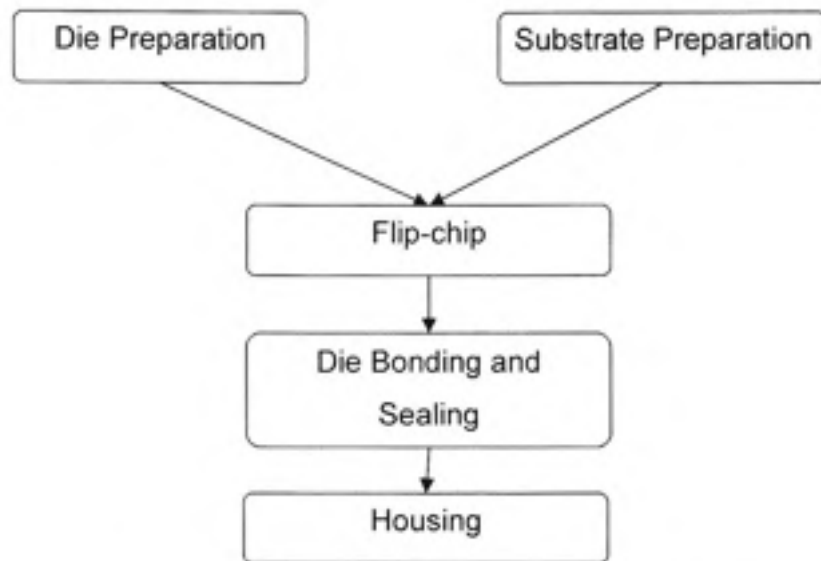 Die Preparation
Substrate Preparation
Flip-chip
Die Bonding and
Sealing
Housing